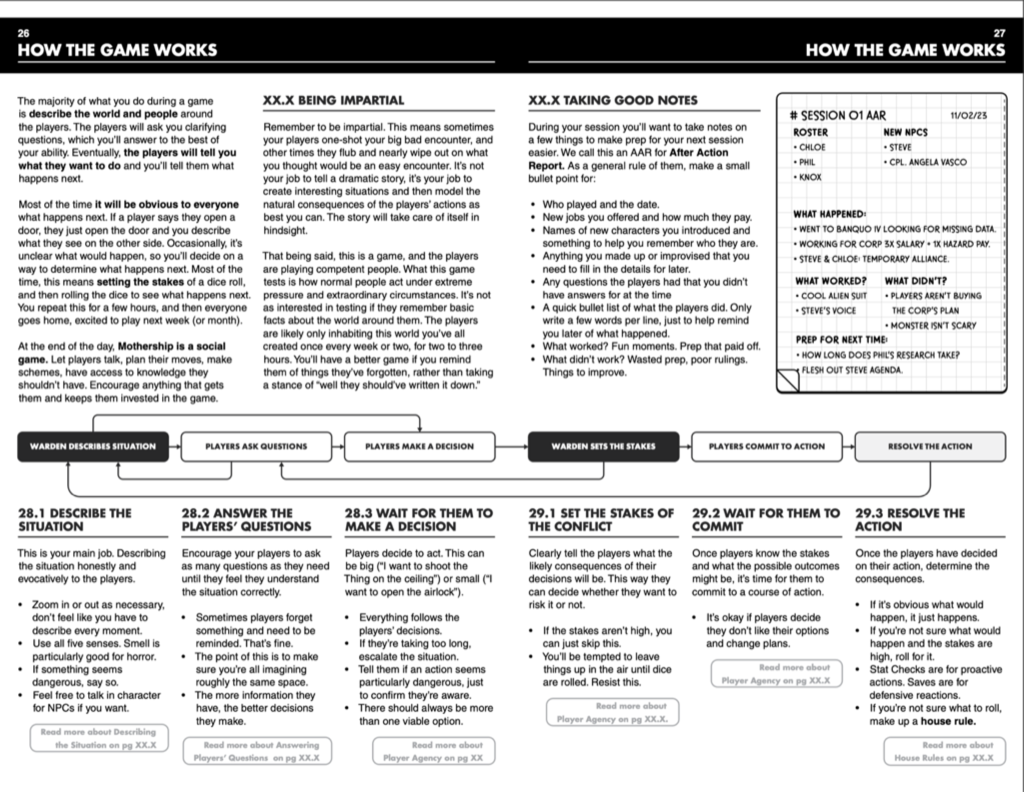 26
HOW THE GAME WORKS
27
HOW THE GAME WORKS
The majority of what you do during a game
is describe the world and people around
the players. The players will ask you clarifying
questions, which you'll answer to the best of
your ability. Eventually, the players will tell you
what they want to do and you'll tell them what
happens next.
Most of the time it will be obvious to everyone
what happens next. If a player says they open a
door, they just open the door and you describe
what they see on the other side. Occasionally, it's
unclear what would happen, so you'll decide on a
way to determine what happens next. Most of the
time, this means setting the stakes of a dice roll,
and then rolling the dice to see what happens next.
You repeat this for a few hours, and then everyone
goes home, excited to play next week (or month).
At the end of the day, Mothership is a social
game. Let players talk, plan their moves, make
schemes, have access to knowledge they
shouldn't have. Encourage anything that gets
them and keeps them invested in the game.
XX.X BEING IMPARTIAL
Remember to be impartial. This means sometimes
your players one-shot your big bad encounter, and
other times they flub and nearly wipe out on what
you thought would be an easy encounter. It's not
your job to tell a dramatic story, it's your job to
create interesting situations and then model the
natural consequences of the players' actions as
best you can. The story will take care of itself in
hindsight.
That being said, this is a game, and the players
are playing competent people. What this game
tests is how normal people act under extreme
pressure and extraordinary circumstances. It's not
as interested in testing if they remember basic
facts about the world around them. The players
are likely only inhabiting this world you've all
created once every week or two, for two to three
hours. You'll have a better game if you remind
them of things they've forgotten, rather than taking
a stance of "well they should've written it down."
XX.X TAKING GOOD NOTES
During your session you'll want to take notes on
a few things to make prep for your next session
easier. We call this an AAR for After Action
Report. As a general rule of them, make a small
bullet point for:
• Who played and the date.
• New jobs you offered and how much they pay.
• Names of new characters you introduced and
something to help you remember who they are.
• Anything you made up or improvised that you
need to fill in the details for later.
• Any questions the players had that you didn't
have answers for at the time
• A quick bullet list of what the players did. Only
write a few words per line, just to help remind
you later of what happened.
• What worked? Fun moments. Prep that paid off.
• What didn't work? Wasted prep, poor rulings.
Things to improve.
# SESSION 01 AAR 11/02/23
ROSTER
• CHLOE
• PHIL
• KNOX
NEW NPCS
• STEVE
• CPL. ANGELA VASCO
WHAT HAPPENED:
• WENT TO BANQUO IV LOOKING FOR MISSING DATA.
• WORKING FOR CORP 3X SALARY + 1X HAZARD PAY.
• STEVE & CHLOE: TEMPORARY ALLIANCE.
WHAT WORKED?
• COOL ALIEN SUIT
• STEVE'S VOICE
WHAT DIDN'T?
• PLAYERS AREN'T BUYING
THE CORP'S PLAN
• MONSTER ISN'T SCARY
PREP FOR NEXT TIME:
• HOW LONG DOES PHIL'S RESEARCH TAKE?
• FLESH OUT STEVE AGENDA.
WARDEN DESCRIBES SITUATION
PLAYERS ASK QUESTIONS
PLAYERS MAKE A DECISION
WARDEN SETS THE STAKES
PLAYERS COMMIT TO ACTION
RESOLVE THE ACTION
28.1 DESCRIBE THE
SITUATION
This is your main job. Describing
the situation honestly and
evocatively to the players.
• Zoom in or out as necessary,
don't feel like you have to
describe every moment.
• Use all five senses. Smell is
particularly good for horror.
• If something seems
dangerous, say so.
• Feel free to talk in character
for NPCs if you want.
Read more about Describing
the Situation on pg XX.X
28.2 ANSWER THE
PLAYERS' QUESTIONS
Encourage your players to ask
as many questions as they need
until they feel they understand
the situation correctly.
• Sometimes players forget
something and need to be
reminded. That's fine.
• The point of this is to make
sure you're all imagining
roughly the same space.
• The more information they
have, the better decisions
they make.
Read more about Answering
Players' Questions on pg XX.X
28.3 WAIT FOR THEM TO
MAKE A DECISION
Players decide to act. This can
be big ("I want to shoot the
Thing on the ceiling") or small ("I
want to open the airlock").
• Everything follows the
players' decisions.
• If they're taking too long,
escalate the situation.
• Tell them if an action seems
particularly dangerous, just
to confirm they're aware.
• There should always be more
than one viable option.
Read more about
Player Agency on pg XX
29.1 SET THE STAKES OF
THE CONFLICT
Clearly tell the players what the
likely consequences of their
decisions will be. This way they
can decide whether they want to
risk it or not.
• If the stakes aren't high, you
can just skip this.
• You'll be tempted to leave
things up in the air until dice
are rolled. Resist this.
Read more about
Player Agency on pg XX.X.
29.2 WAIT FOR THEM TO
COMMIT
Once players know the stakes
and what the possible outcomes
might be, it's time for them to
commit to a course of action.
• It's okay if players decide
they don't like their options
and change plans.
Read more about
Player Agency on pg XX.X
29.3 RESOLVE THE
ACTION
Once the players have decided
on their action, determine the
consequences.
• If it's obvious what would
happen, it just happens.
• If you're not sure what would
happen and the stakes are
high, roll for it.
• Stat Checks are for proactive
actions. Saves are for
defensive reactions.
• If you're not sure what to roll,
make up a house rule.
Read more about
House Rules on pg XX.X